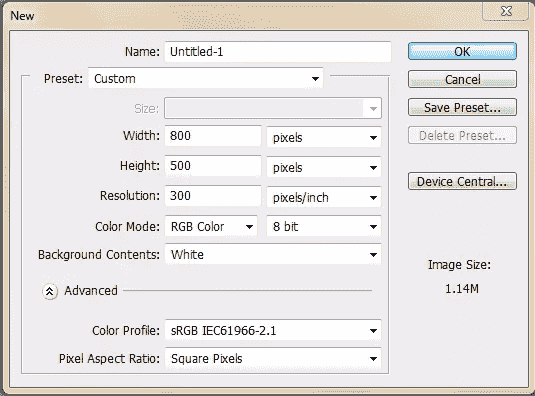 New
Name: Untitled-1
OK
Preset: Custom
Cancel
Size:
Save Preset...
Width: 800 pixels
Delete Preset...
Height: 500 pixels
Resolution: 300 pixels/inch
Device Central...
Color Mode: RGB Color 8 bit
Background Contents: White
Image Size:
1.14M
Advanced
Color Profile: sRGB IEC61966-2.1
Pixel Aspect Ratio: Square Pixels